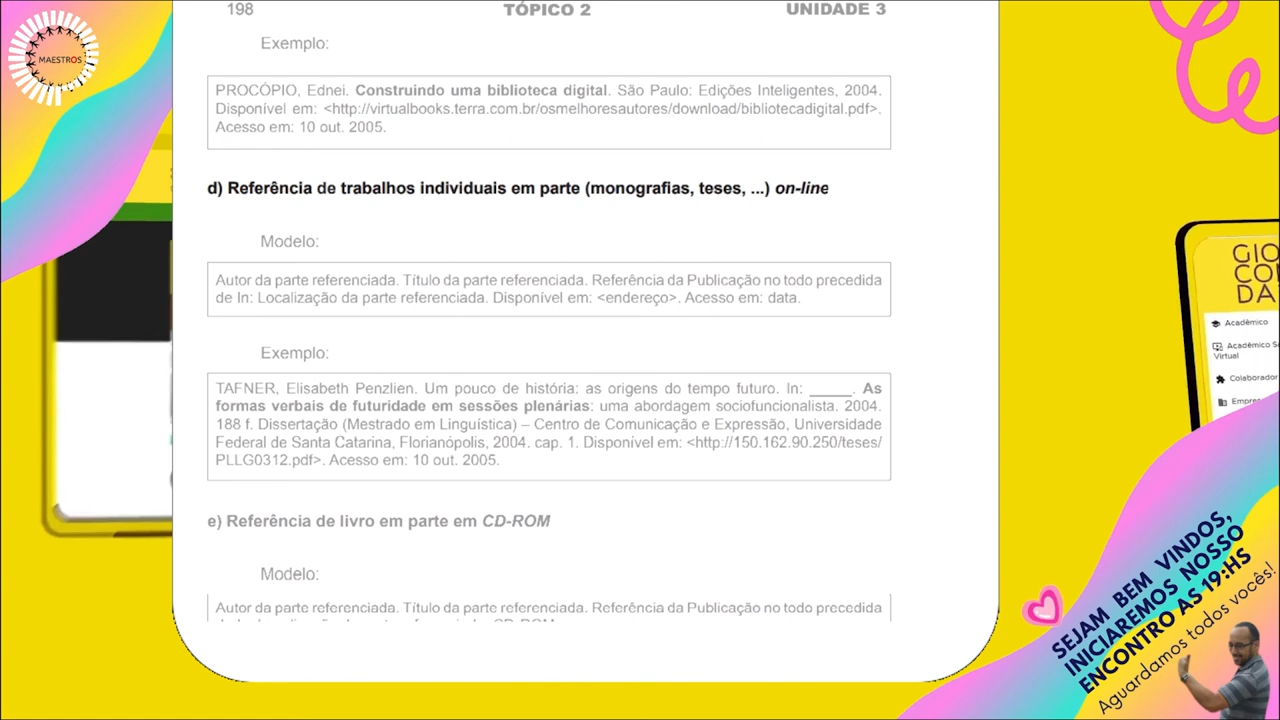 MAESTROS
198 TÓPICO 2 UNIDADE 3
Exemplo:
PROCÓPIO, Ednei. Construindo uma biblioteca digital. São Paulo: Edições Inteligentes, 2004.
Disponível em: <http://virtualbooks.terra.com.br/osmelhoresautores/download/bibliotecadigital.pdf>.
Acesso em: 10 out. 2005.
d) Referência de trabalhos individuais em parte (monografias, teses, ...) on-line
Modelo:
Autor da parte referenciada. Título da parte referenciada. Referência da Publicação no todo precedida
de In: Localização da parte referenciada. Disponível em: <endereço>. Acesso em: data.
Exemplo:
TAFNER, Elisabeth Penzlien. Um pouco de história: as origens do tempo futuro. In: ______. As
formas verbais de futuridade em sessões plenárias: uma abordagem sociofuncionalista. 2004.
188 f. Dissertação (Mestrado em Linguística) – Centro de Comunicação e Expressão, Universidade
Federal de Santa Catarina, Florianópolis, 2004. cap. 1. Disponível em: <http://150.162.90.250/teses/
PLLG0312.pdf>. Acesso em: 10 out. 2005.
e) Referência de livro em parte em CD-ROM
Modelo:
Autor da parte referenciada. Título da parte referenciada. Referência da Publicação no todo precedida
GIO
CO
DA
Acadêmico
Acadêmico S
Virtual
Colaborador
Empre
SEJAM BEM VINDOS,
INICIAREMOS NOSSO
ENCONTRO AS 19:HS
Aguardamos todos vocês!